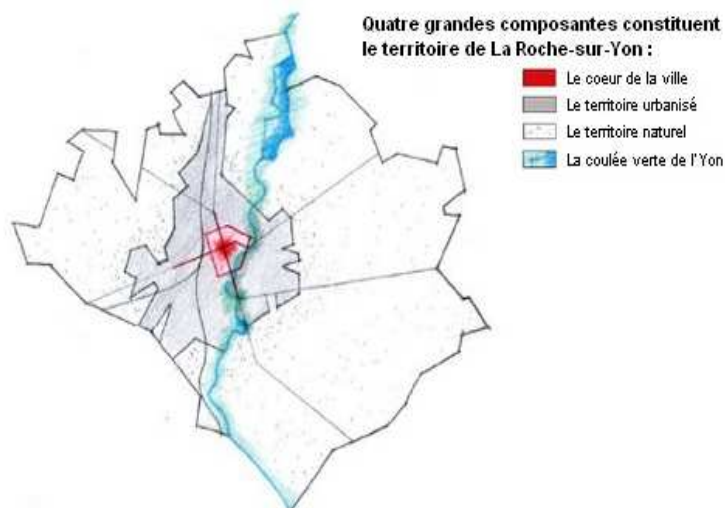 Quatre grandes composantes constituent
le territoire de La Roche-sur-Yon :
Le coeur de la ville
Le territoire urbanisé
Le territoire naturel
La coulée verte de l'Yon